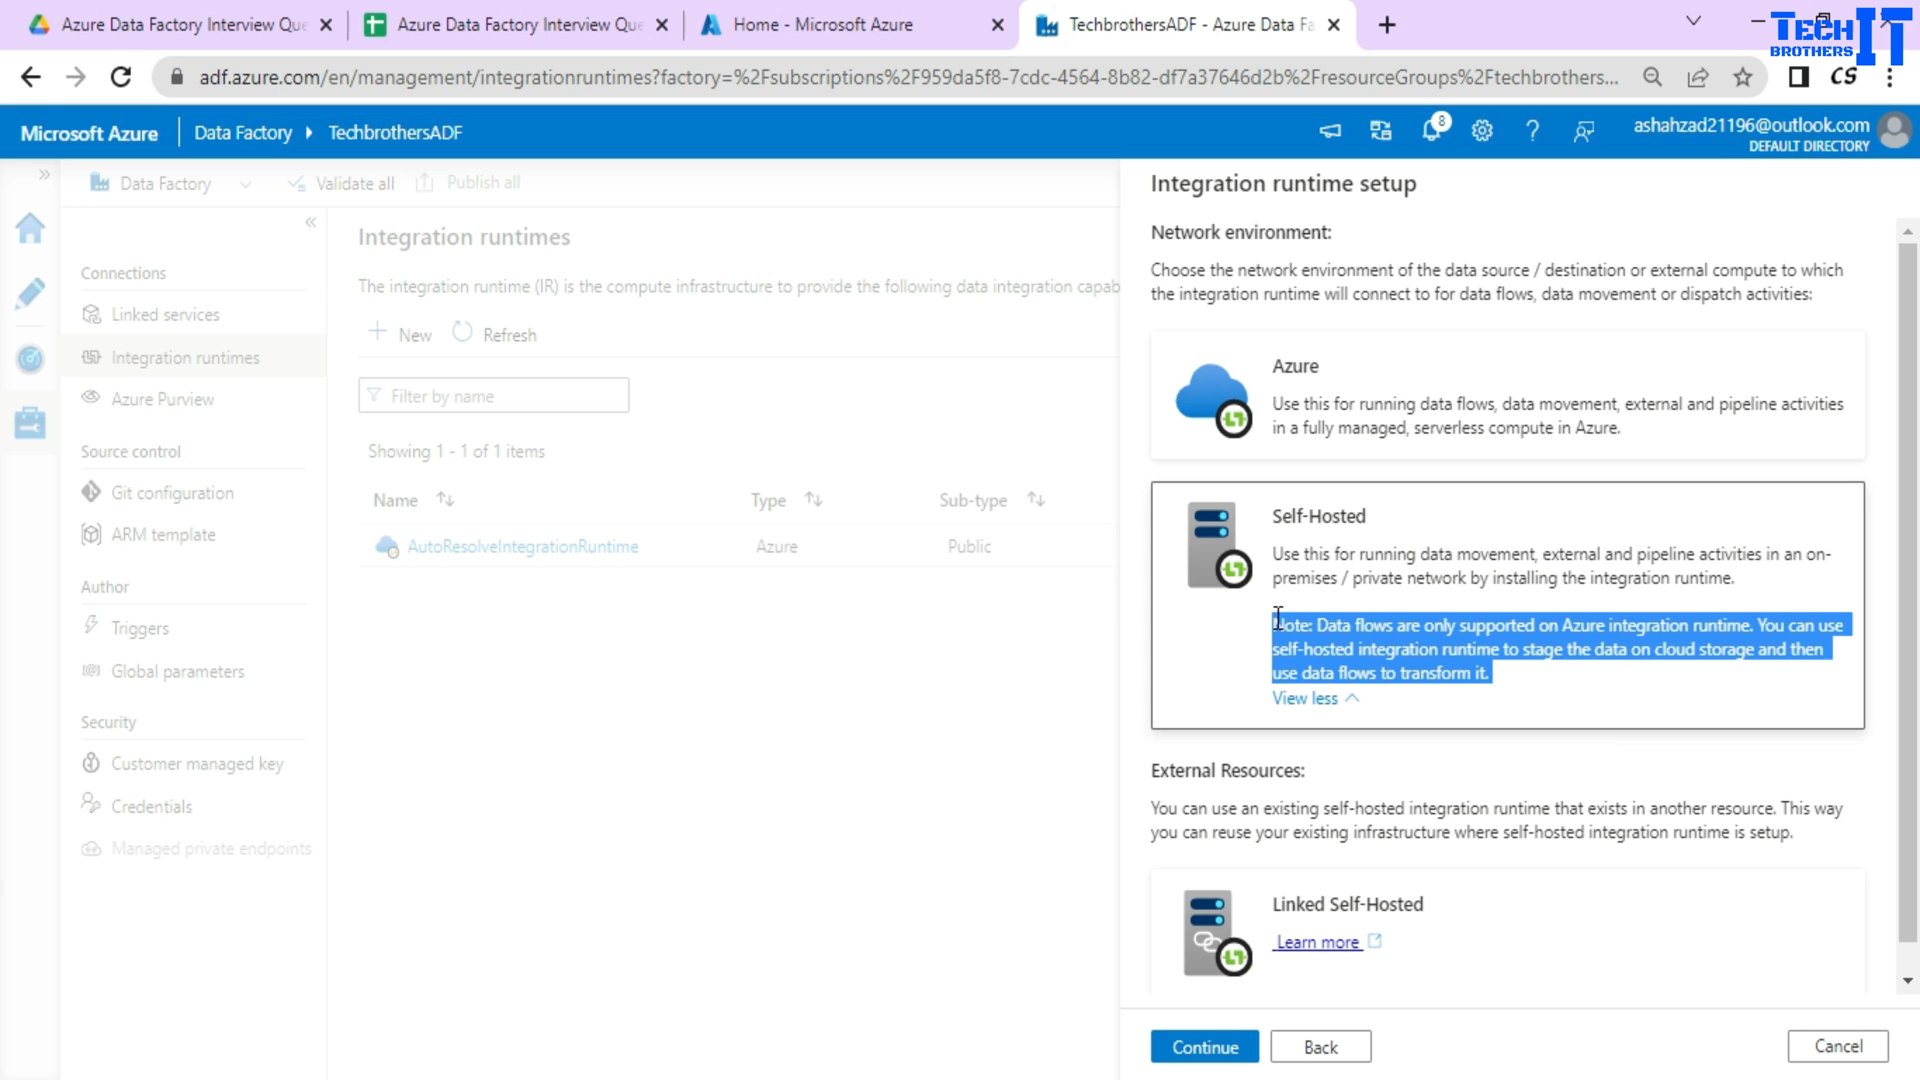 Azure Data Factory Interview Que
Azure Data Factory Interview Que
Home - Microsoft Azure
TechbrothersADF - Azure Data Fa
TECH
BROTHERS
IT
adf.azure.com/en/management/integrationruntimes?factory=%2Fsubscriptions%2F959da5f8-7cdc-4564-8b82-df7a37646d2b%2FresourceGroups%2Ftechbrothers...
CS
Microsoft Azure
Data Factory
TechbrothersADF
8
ashahzad21196@outlook.com
DEFAULT DIRECTORY
Data Factory
Validate all
Publish all
Connections
Linked services
Integration runtimes
Azure Purview
Source control
Git configuration
ARM template
Author
Triggers
Global parameters
Security
Customer managed key
Credentials
Managed private endpoints
Integration runtimes
The integration runtime (IR) is the compute infrastructure to provide the following data integration capab
New
Refresh
Filter by name
Showing 1 - 1 of 1 items
Name
Type
Sub-type
AutoResolveIntegrationRuntime
Azure
Public
Integration runtime setup
Network environment:
Choose the network environment of the data source / destination or external compute to which
the integration runtime will connect to for data flows, data movement or dispatch activities:
Azure
Use this for running data flows, data movement, external and pipeline activities
in a fully managed, serverless compute in Azure.
Self-Hosted
Use this for running data movement, external and pipeline activities in an on-
premises / private network by installing the integration runtime.
Note: Data flows are only supported on Azure integration runtime. You can use
self-hosted integration runtime to stage the data on cloud storage and then
use data flows to transform it.
View less
External Resources:
You can use an existing self-hosted integration runtime that exists in another resource. This way
you can reuse your existing infrastructure where self-hosted integration runtime is setup.
Linked Self-Hosted
Learn more
Continue
Back
Cancel